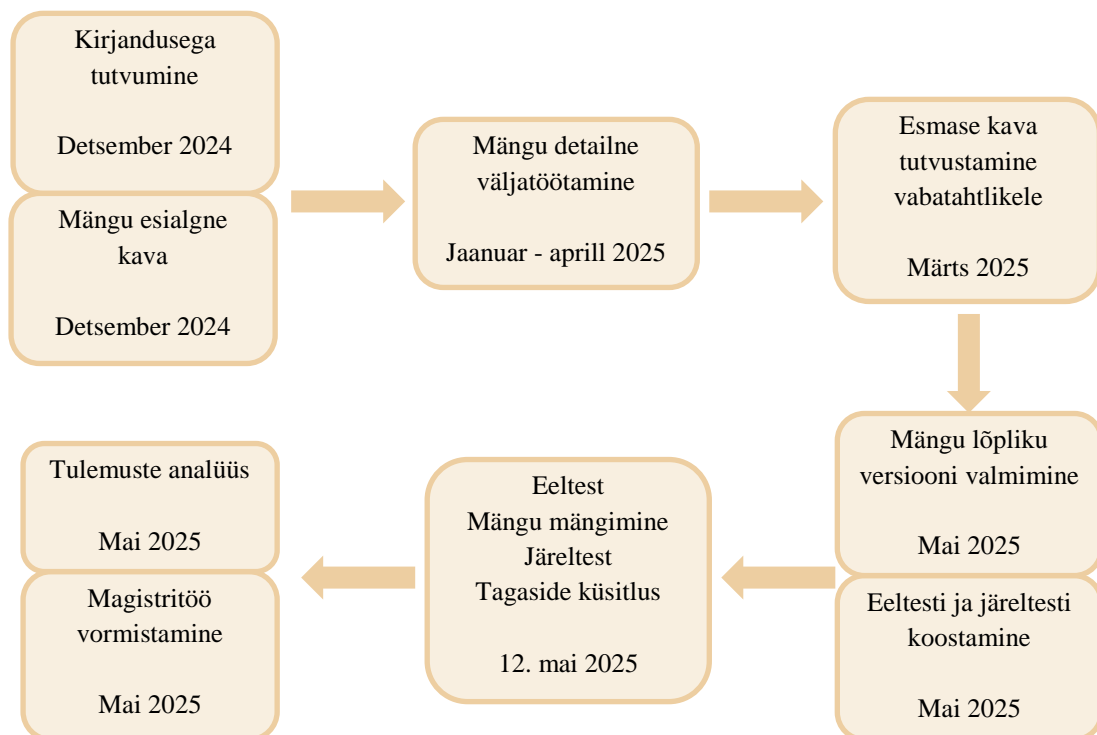 Kirjandusega
tutvumine
Detsember 2024
Mängu esialgne
kava
Detsember 2024
Mängu detailne
väljatöötamine
Jaanuar - aprill 2025
Esmase kava
tutvustamine
vabatahtlikele
Märts 2025
Mängu lõpliku
versiooni valmimine
Mai 2025
Eeltesti ja järeltesti
koostamine
Mai 2025
Eeltest
Mängu mängimine
Järeltest
Tagaside küsitlus
12. mai 2025
Tulemuste analüüs
Mai 2025
Magistritöö
vormistamine
Mai 2025